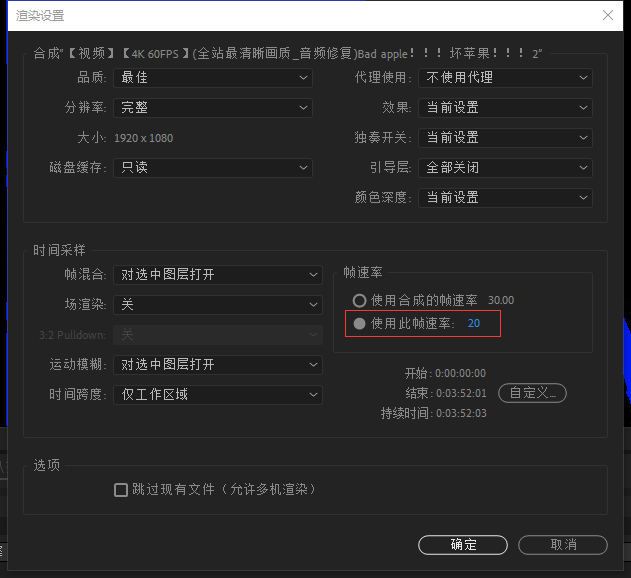 渲染设置
合成“【视频】【4K 60FPS】(全站最清晰画质_音频修复)Bad apple！！！坏苹果！！！ 2”
品质: 最佳
分辨率: 完整
大小: 1920 x 1080
磁盘缓存: 只读
代理使用: 不使用代理
效果: 当前设置
独奏开关: 当前设置
引导层: 全部关闭
颜色深度: 当前设置
时间采样
帧混合: 对选中图层打开
场渲染: 关
3:2 Pulldown: 关
运动模糊: 对选中图层打开
时间跨度: 仅工作区域
帧速率
使用合成的帧速率 30.00
使用此帧速率: 20
开始: 0:00:00:00
结束: 0:03:52:01
持续时间: 0:03:52:03
自定义...
选项
跳过现有文件（允许多机渲染）
确定
取消